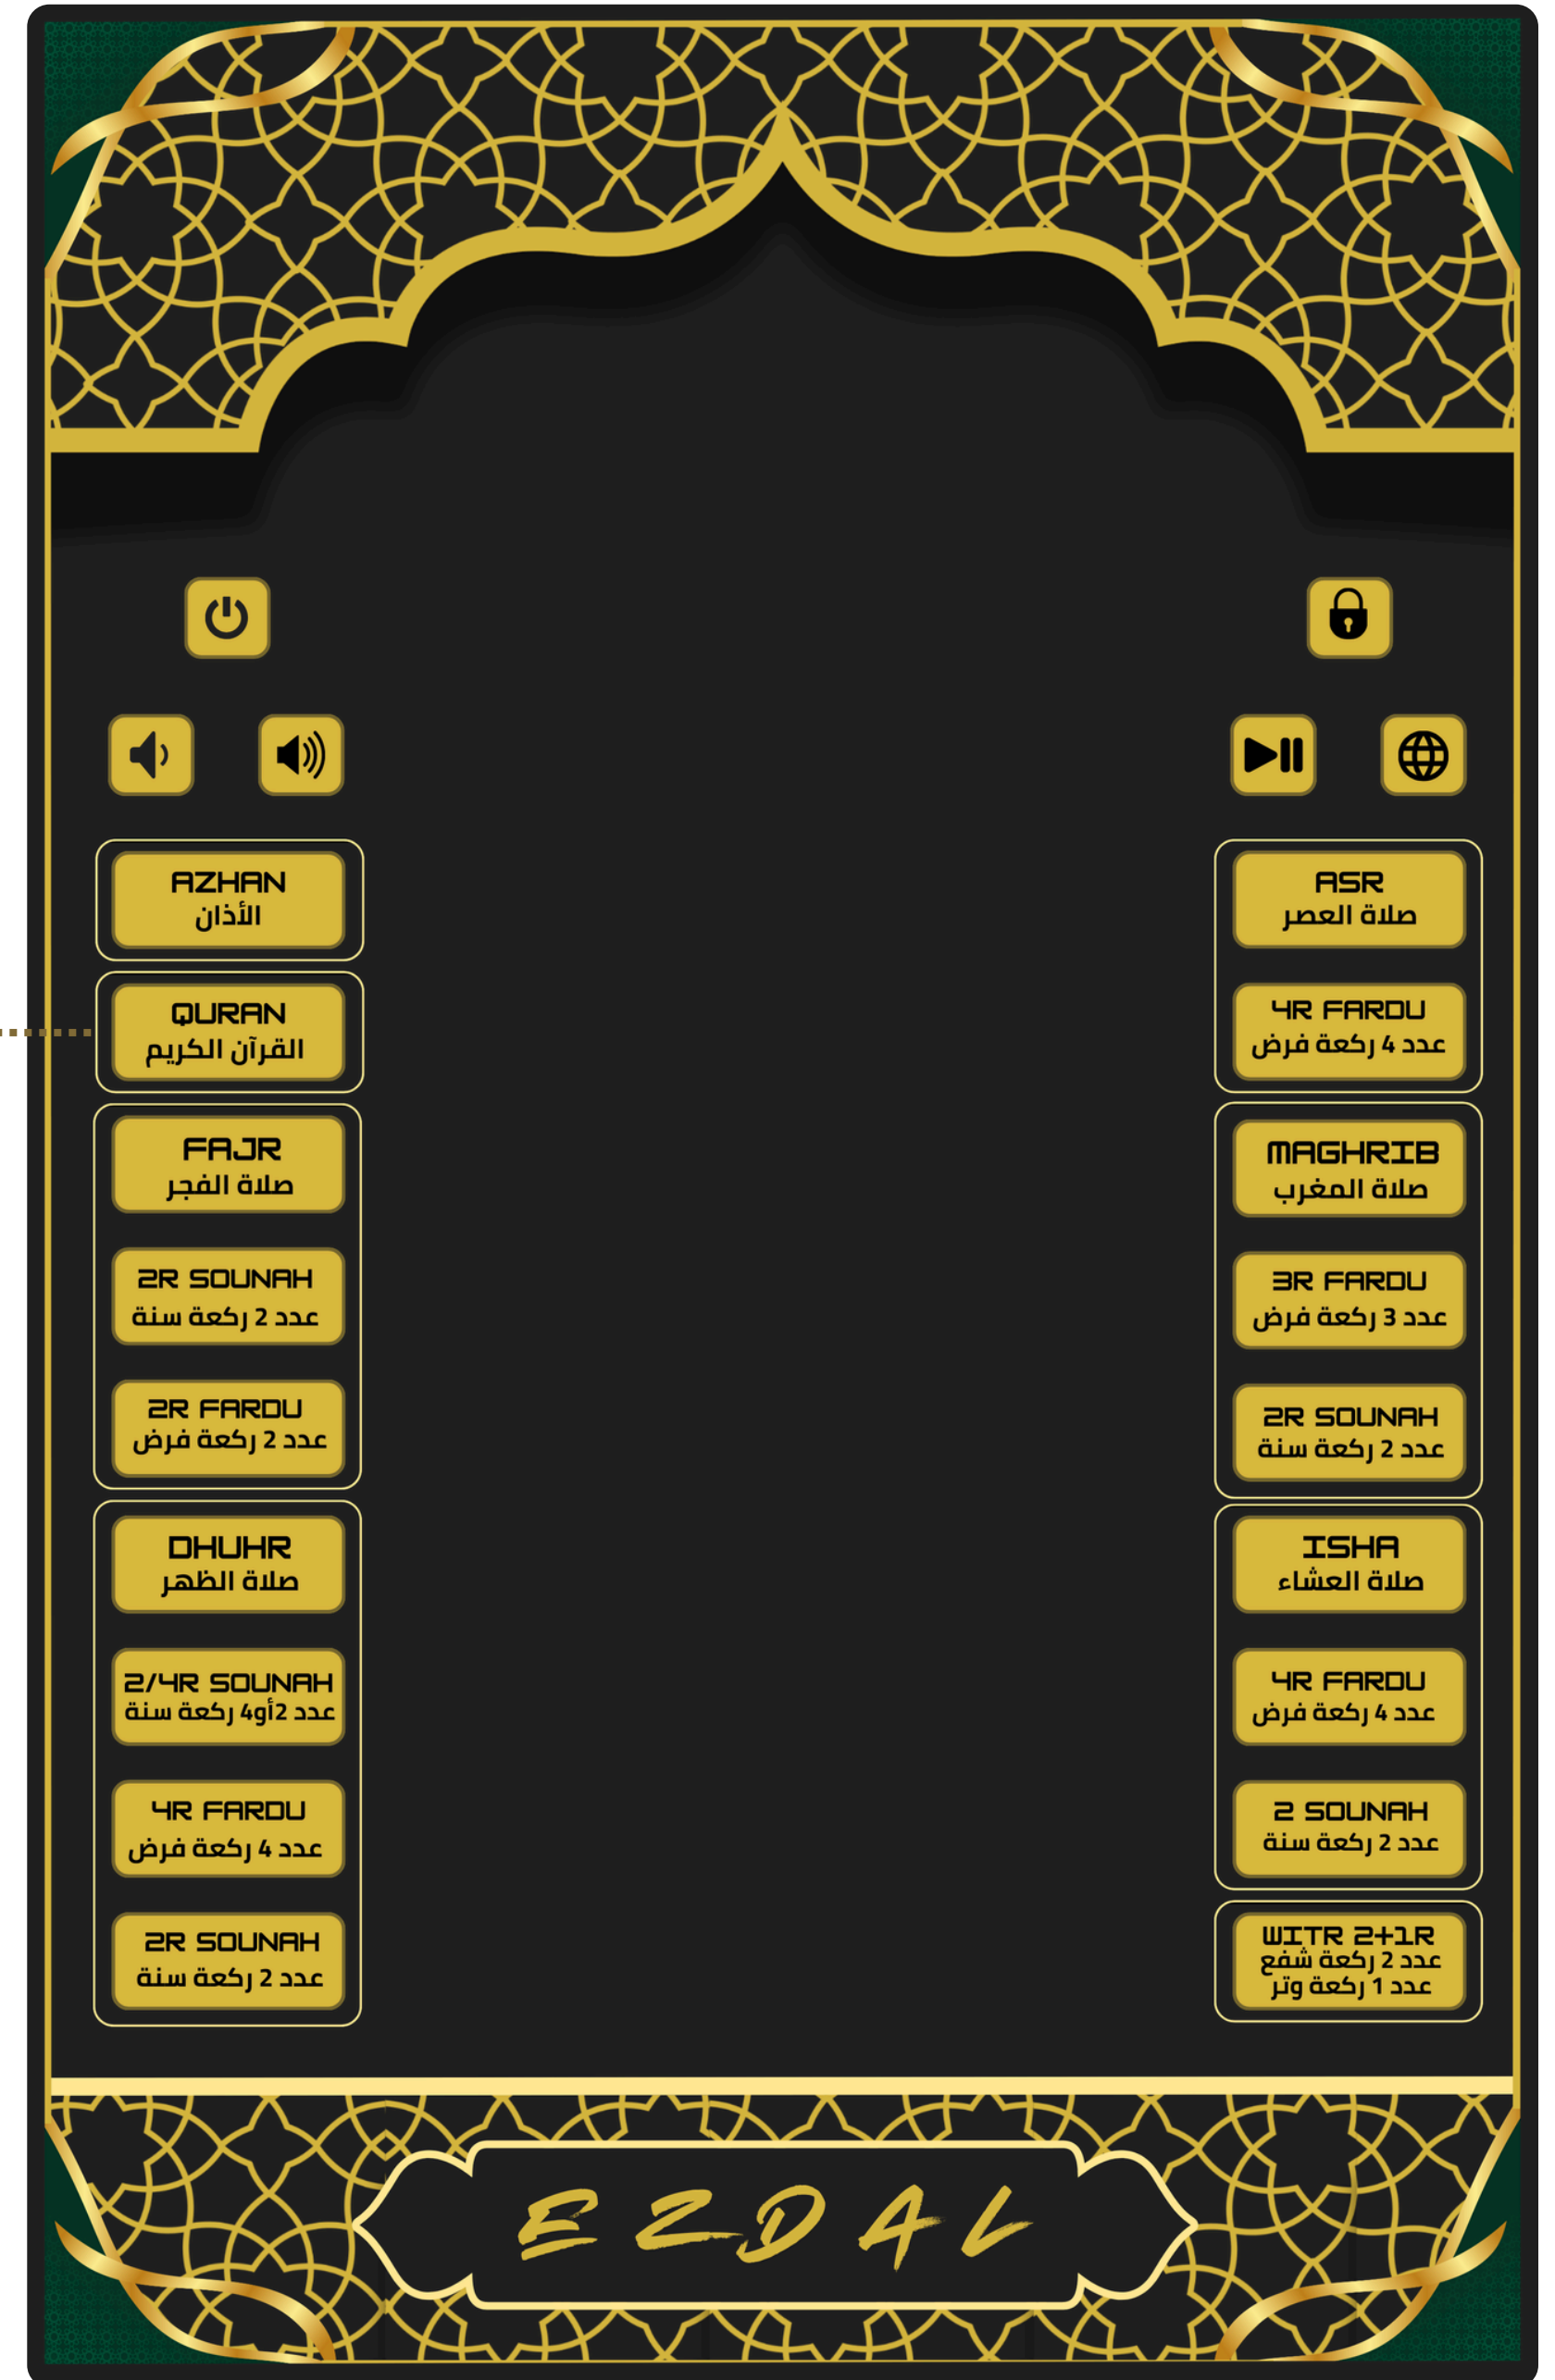 AZHAN
الأذان
QURAN
القرآن الكريم
FAJR
صلاة الفجر
2R SOUNAH
عدد 2 ركعة سنة
2R FARDU
عدد 2 ركعة فرض
DHUHR
صلاة الظهر
2/4R SOUNAH
عدد 2أو4 ركعة سنة
4R FARDU
عدد 4 ركعة فرض
2R SOUNAH
عدد 2 ركعة سنة
ASR
صلاة العصر
4R FARDU
عدد 4 ركعة فرض
MAGHRIB
صلاة المغرب
3R FARDU
عدد 3 ركعة فرض
2R SOUNAH
عدد 2 ركعة سنة
ISHA
صلاة العشاء
4R FARDU
عدد 4 ركعة فرض
2 SOUNAH
عدد 2 ركعة سنة
WITR 2+1R
عدد 2 ركعة شفع
عدد 1 ركعة وتر
EZDAL